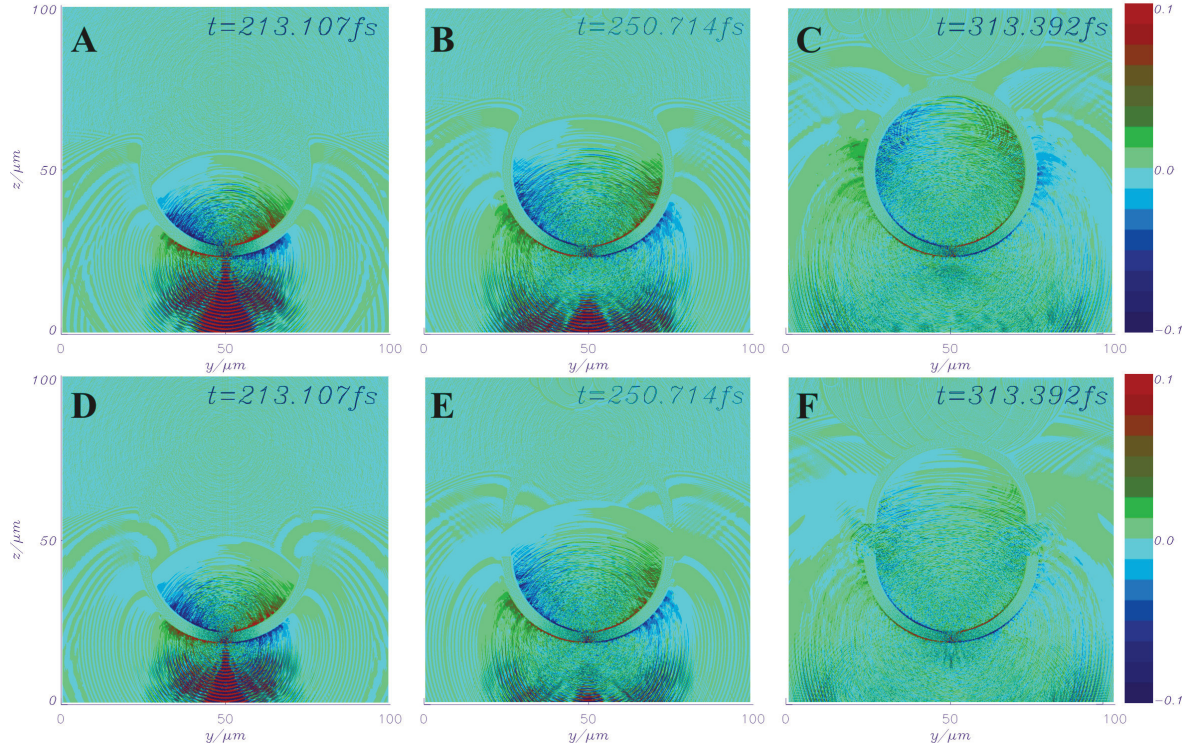 A t=213.107fs
B t=250.714fs
C t=313.392fs
0.1
0.0
−0.1
100
50
0
z/μm
0 50 100
y/μm
0 50 100
y/μm
0 50 100
y/μm
D t=213.107fs
E t=250.714fs
F t=313.392fs
0.1
0.0
−0.1
100
50
0
z/μm
0 50 100
y/μm
0 50 100
y/μm
0 50 100
y/μm